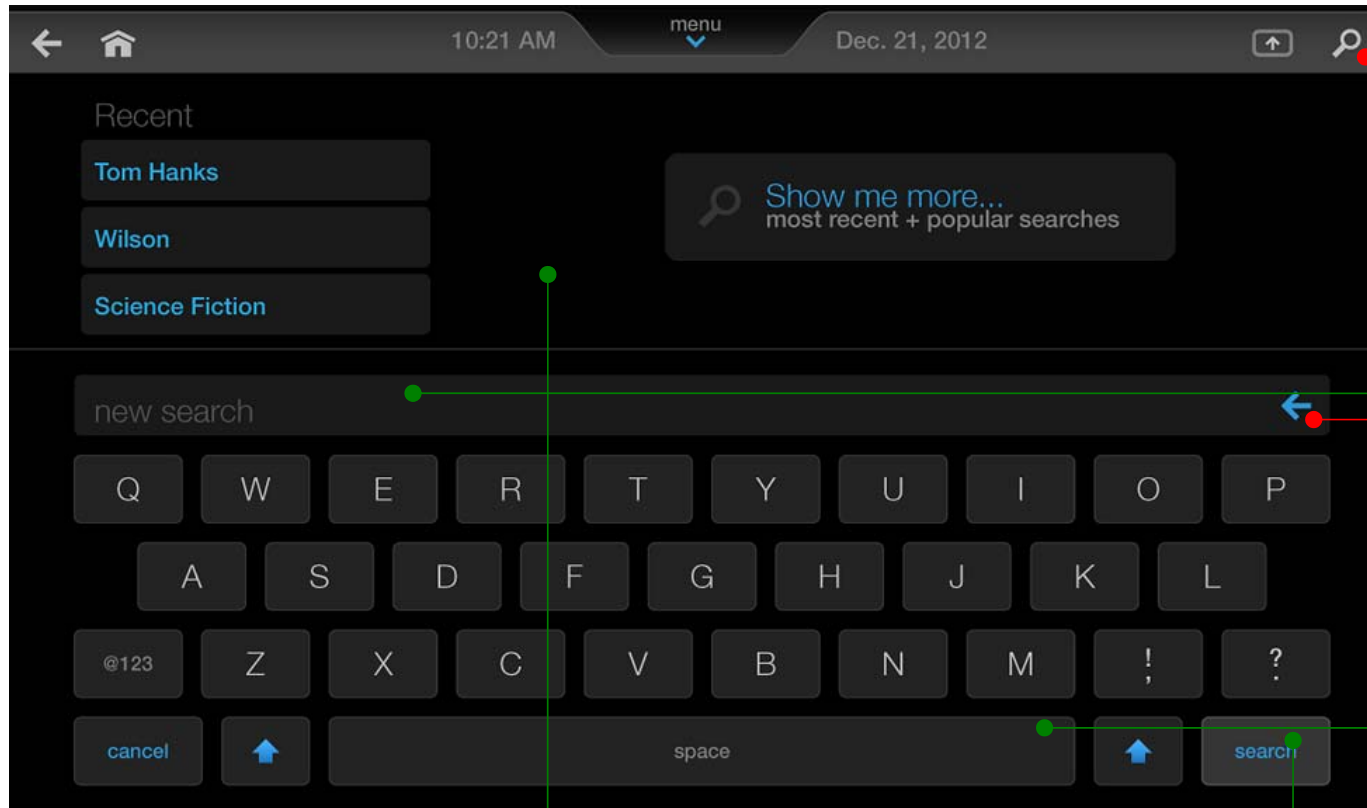 menu
10:21 AM Dec. 21, 2012
Recent
Tom Hanks
Wilson
Science Fiction
Show me more...
most recent + popular searches
new search
Q W E R T Y U I O P
A S D F G H J K L
@123 Z X C V B N M ! , ?
cancel space search